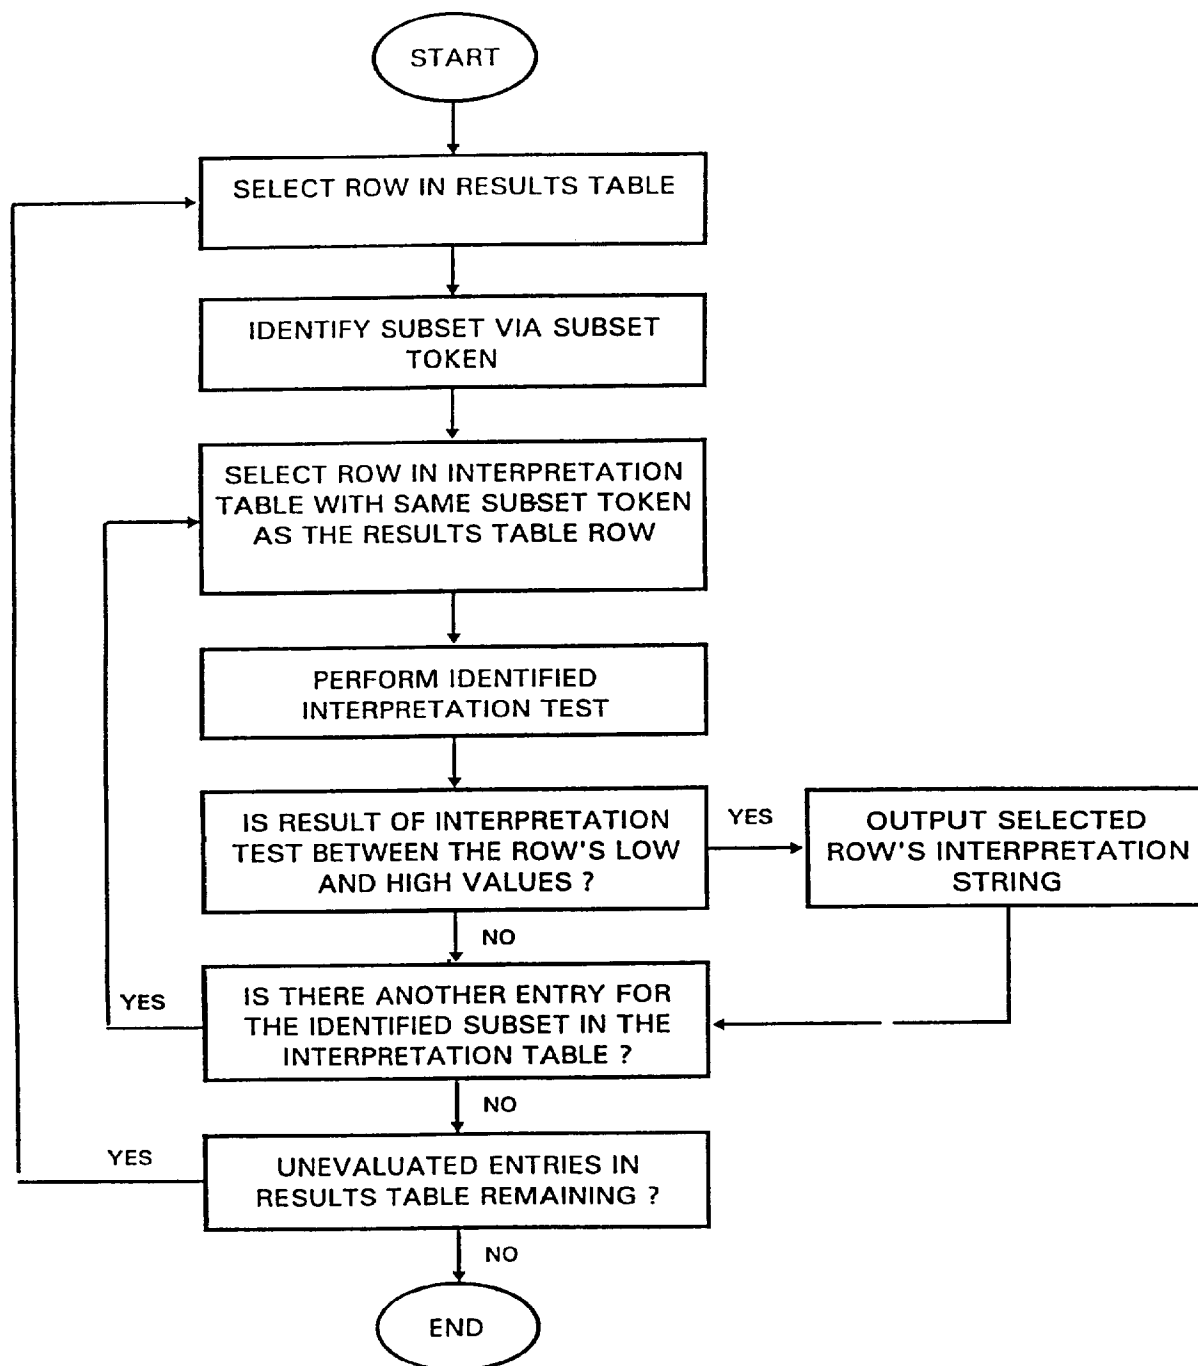 START
SELECT ROW IN RESULTS TABLE
IDENTIFY SUBSET VIA SUBSET
TOKEN
SELECT ROW IN INTERPRETATION
TABLE WITH SAME SUBSET TOKEN
AS THE RESULTS TABLE ROW
PERFORM IDENTIFIED
INTERPRETATION TEST
IS RESULT OF INTERPRETATION
TEST BETWEEN THE ROW'S LOW
AND HIGH VALUES ?
YES
OUTPUT SELECTED
ROW'S INTERPRETATION
STRING
NO
YES
IS THERE ANOTHER ENTRY FOR
THE IDENTIFIED SUBSET IN THE
INTERPRETATION TABLE ?
NO
YES
UNEVALUATED ENTRIES IN
RESULTS TABLE REMAINING ?
NO
END